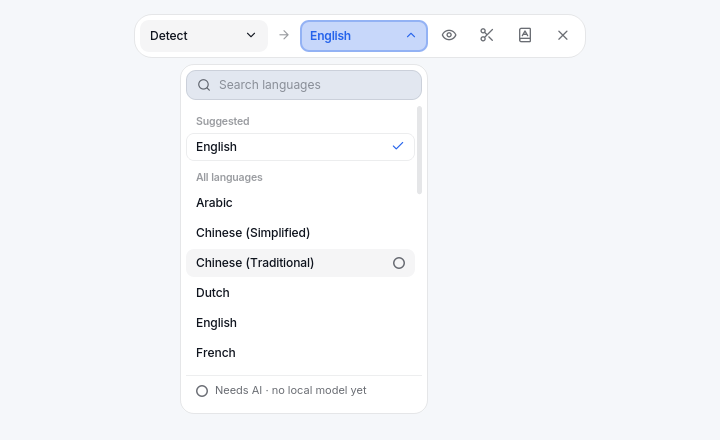 Detect
English
Search languages
Suggested
English
All languages
Arabic
Chinese (Simplified)
Chinese (Traditional)
Dutch
English
French
Needs AI · no local model yet